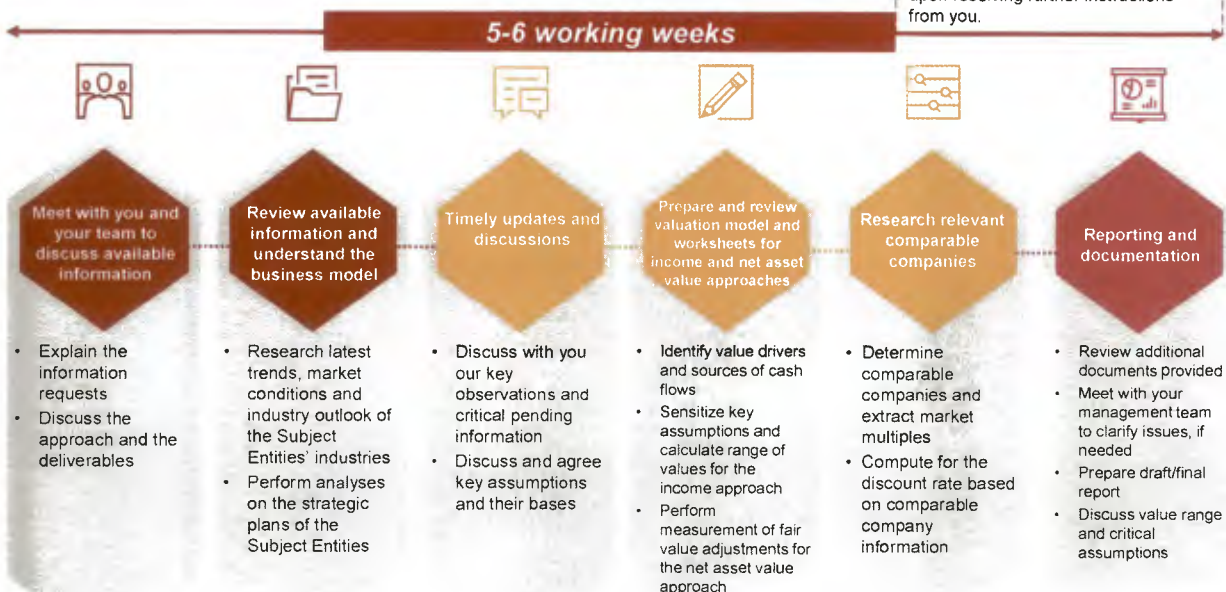 from you.
5-6 working weeks
Meet with you and
your team to
discuss available
information
Review available
information and
understand the
business model
Timely updates and
discussions
Prepare and review
valuation model and
worksheets for
income and net asset
value approaches
Research relevant
comparable
companies
Reporting and
documentation
• Explain the
information
requests
• Discuss the
approach and the
deliverables
• Research latest
trends, market
conditions and
industry outlook of
the Subject
Entities' industries
• Perform analyses
on the strategic
plans of the
Subject Entities
• Discuss with you
our key
observations and
critical pending
information
• Discuss and agree
key assumptions
and their bases
• Identify value drivers
and sources of cash
flows
• Sensitize key
assumptions and
calculate range of
values for the
income approach
• Perform
measurement of fair
value adjustments for
the net asset value
approach
• Determine
comparable
companies and
extract market
multiples
• Compute for the
discount rate based
on comparable
company
information
• Review additional
documents provided
• Meet with your
management team
to clarify issues, if
needed
• Prepare draft/final
report
• Discuss value range
and critical
assumptions